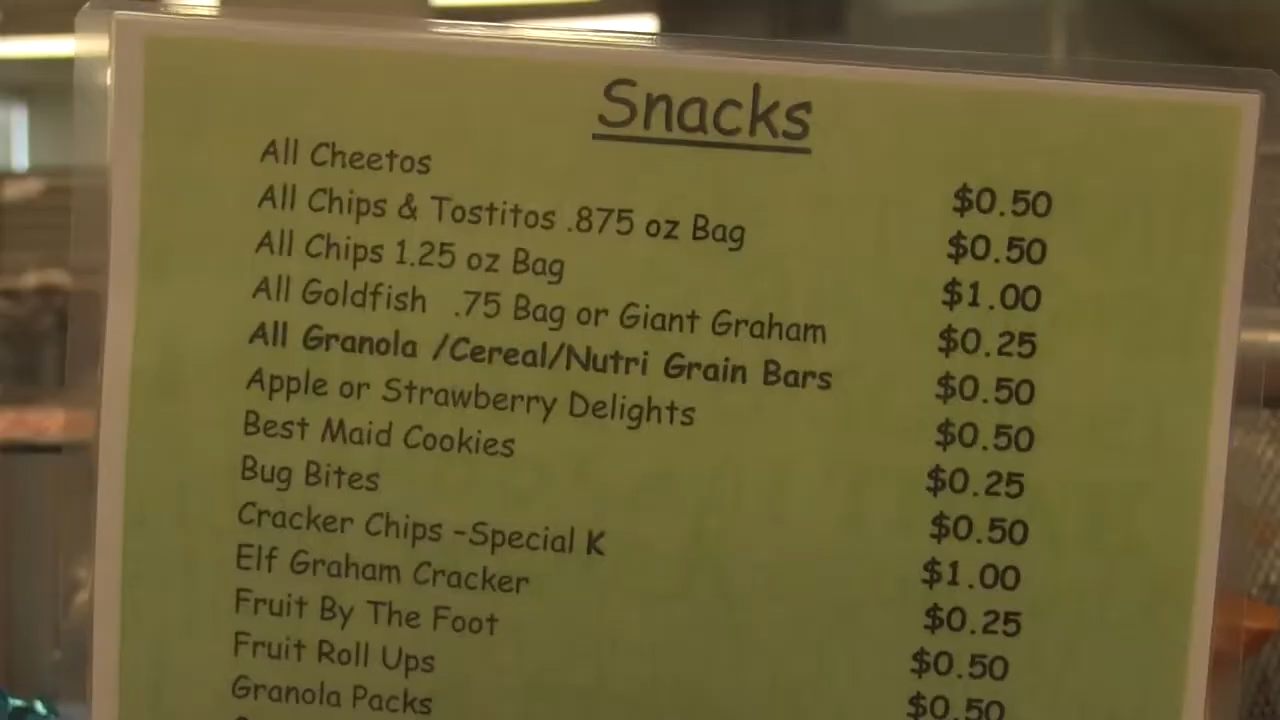 Snacks
All Cheetos $0.50
All Chips & Tostitos .875 oz Bag $0.50
All Chips 1.25 oz Bag $1.00
All Goldfish .75 Bag or Giant Graham $0.25
All Granola /Cereal/Nutri Grain Bars $0.50
Apple or Strawberry Delights $0.50
Best Maid Cookies $0.25
Bug Bites $0.50
Cracker Chips -Special K $1.00
Elf Graham Cracker $0.25
Fruit By The Foot $0.50
Fruit Roll Ups $0.50
Granola Packs